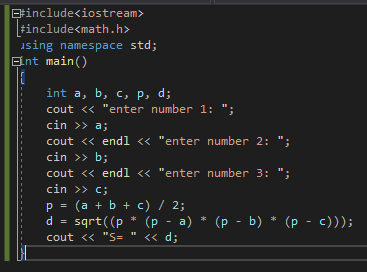 #include<iostream>
#include<math.h>
using namespace std;
int main()
{
int a, b, c, p, d;
cout << "enter number 1: ";
cin >> a;
cout << endl << "enter number 2: ";
cin >> b;
cout << endl << "enter number 3: ";
cin >> c;
p = (a + b + c) / 2;
d = sqrt((p * (p - a) * (p - b) * (p - c)));
cout << "S= " << d;
}